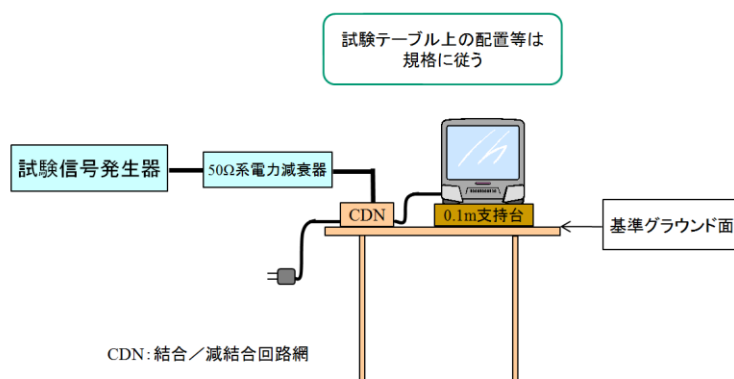 試験テーブル上の配置等は
規格に従う
試験信号発生器
50Ω系電力減衰器
CDN
0.1m支持台
基準グラウンド面
CDN：結合／減結合回路網